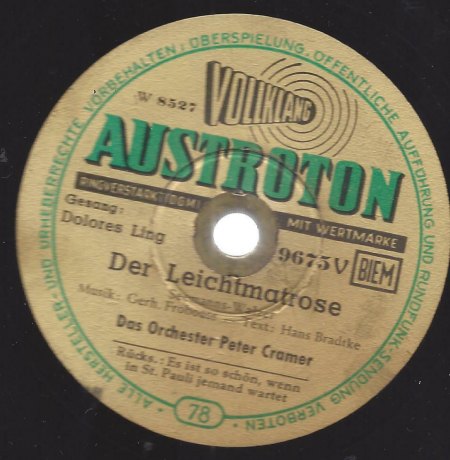 ALLE HERSTELLER- UND URHEBERRECHTE VORBEHALTEN; ÜBERSPIELUNG, ÖFFENTLICHE AUFFÜHRUNG UND RUNDFUNK-SENDUNG VERBOTEN
W 8527
VOLLKLANG
AUSTROTON
RINGVERSTÄRKT (DGM) MIT WERTMARKE
Gesang:
Dolores Ling
9675 V BIEM
Der Leichtmatrose
Musik: Gerh. Froboess Text: Hans Bradtke
Das Orchester Peter Cramer
Rücks.: Es ist so schön, wenn
in St. Pauli jemand wartet
78